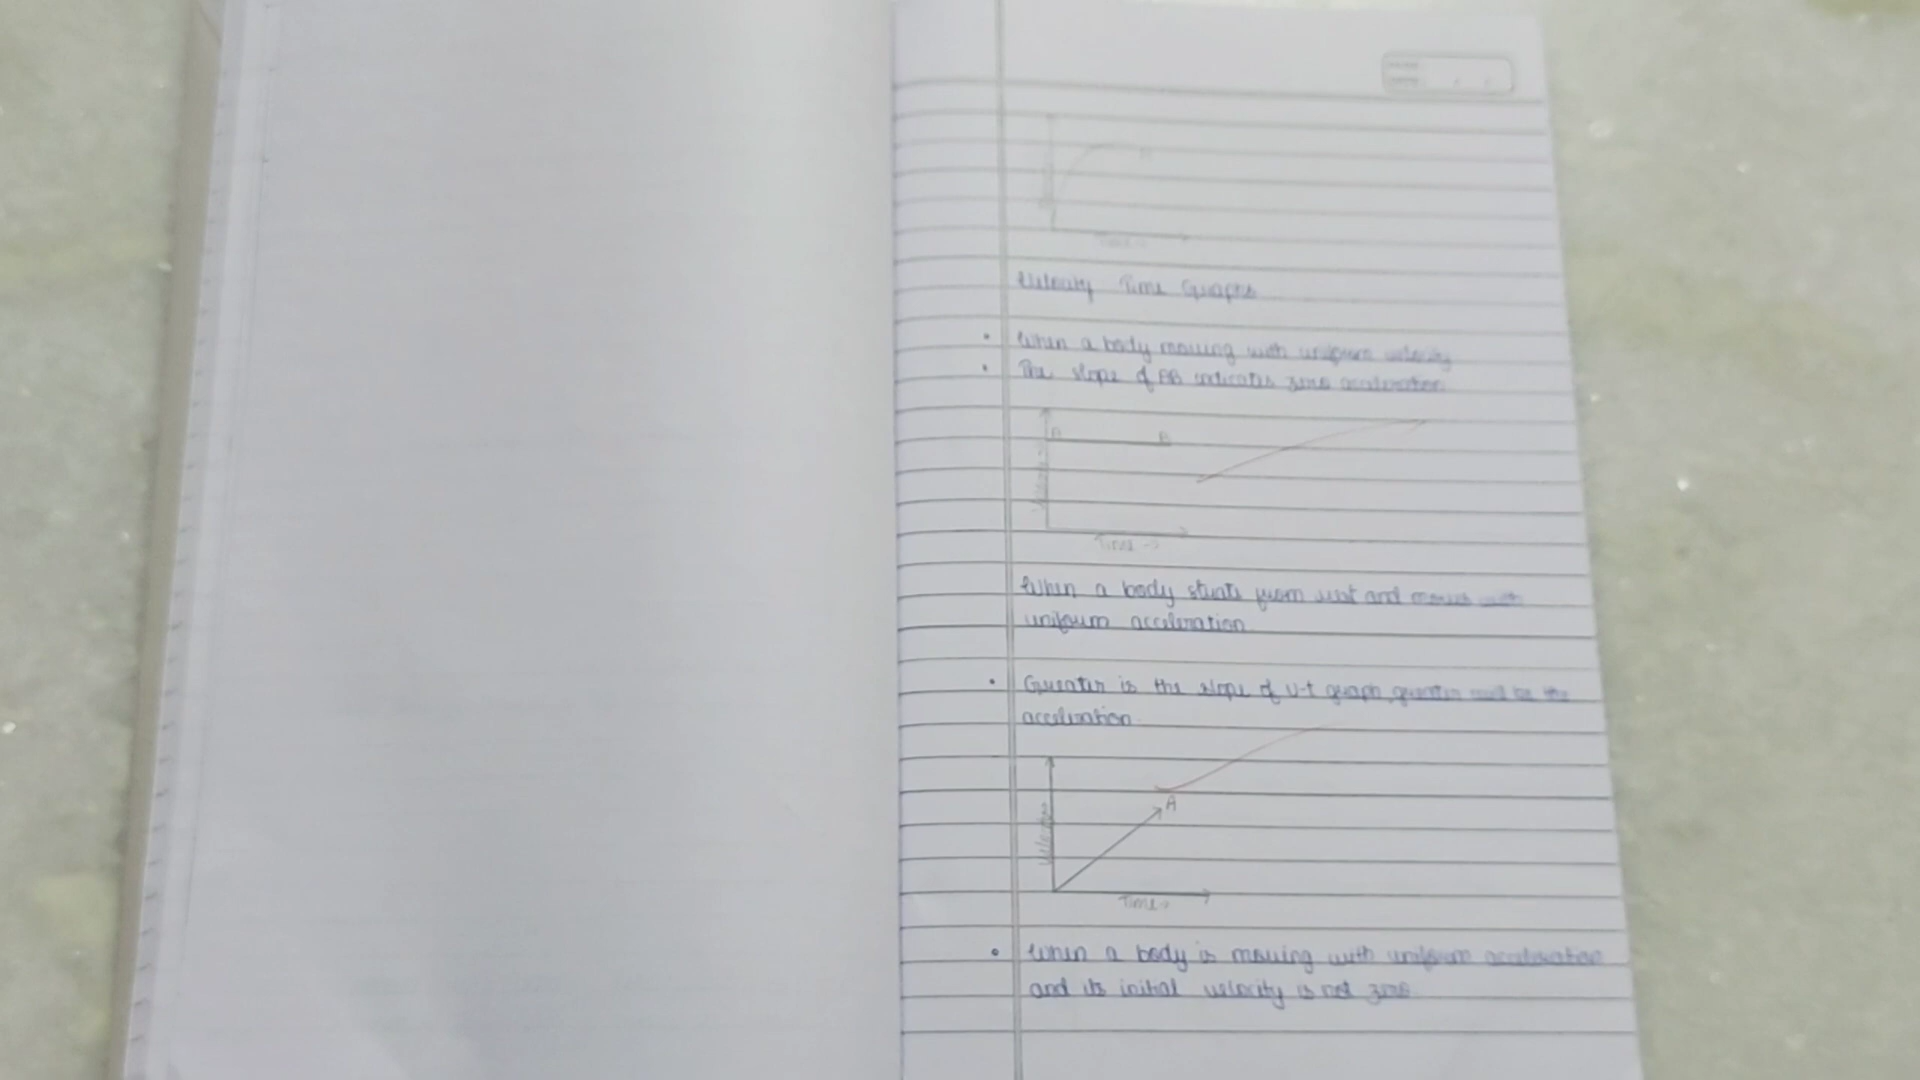 Time →
Velocity Time Graphs
• When a body moving with uniform velocity
• The slope of AB indicates zero acceleration
A B
Time →
When a body starts from rest and moves with
uniform acceleration
• Greater is the slope of v-t graph, greater will be the
acceleration
A
Velocity
Time→
• When a body is moving with uniform acceleration
and its initial velocity is not zero